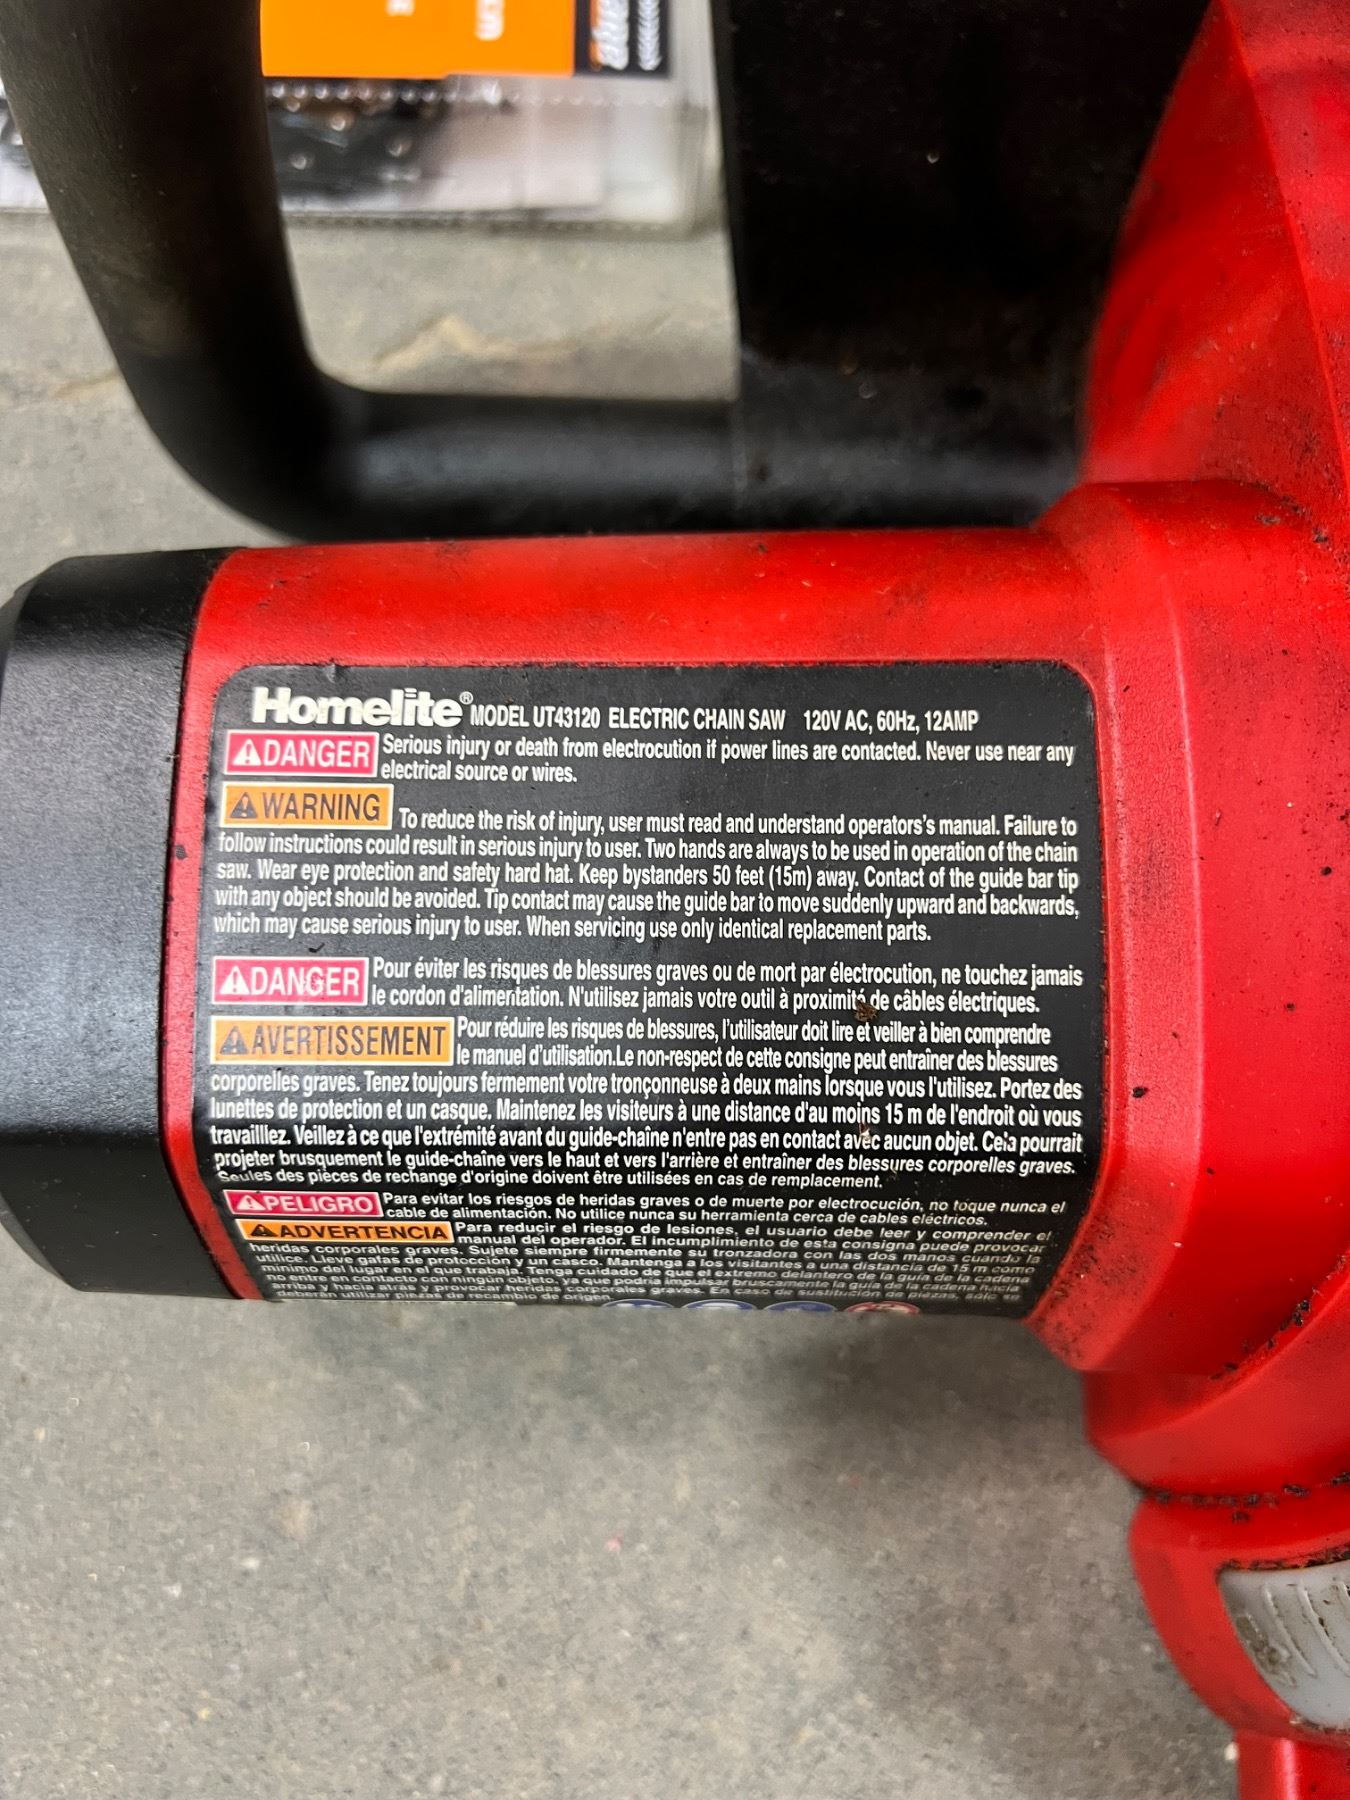 Homelite® MODEL UT43120 ELECTRIC CHAIN SAW 120V AC, 60Hz, 12AMP
DANGER Serious injury or death from electrocution if power lines are contacted. Never use near any
electrical source or wires.
WARNING To reduce the risk of injury, user must read and understand operators's manual. Failure to
follow instructions could result in serious injury to user. Two hands are always to be used in operation of the chain
saw. Wear eye protection and safety hard hat. Keep bystanders 50 feet (15m) away. Contact of the guide bar tip
with any object should be avoided. Tip contact may cause the guide bar to move suddenly upward and backwards,
which may cause serious injury to user. When servicing use only identical replacement parts.
DANGER Pour éviter les risques de blessures graves ou de mort par électrocution, ne touchez jamais
le cordon d'alimentation. N'utilisez jamais votre outil à proximité de câbles électriques.
AVERTISSEMENT Pour réduire les risques de blessures, l'utilisateur doit lire et veiller à bien comprendre
le manuel d'utilisation.Le non-respect de cette consigne peut entraîner des blessures
corporelles graves. Tenez toujours fermement votre tronçonneuse à deux mains lorsque vous l'utilisez. Portez des
lunettes de protection et un casque. Maintenez les visiteurs à une distance d'au moins 15 m de l'endroit où vous
travailllez. Veillez à ce que l'extrémité avant du guide-chaîne n'entre pas en contact avec aucun objet. Cela pourrait
projeter brusquement le guide-chaîne vers le haut et vers l'arrière et entraîner des blessures corporelles graves.
Seules des pièces de rechange d'origine doivent être utilisées en cas de remplacement.
PELIGRO Para evitar los riesgos de heridas graves o de muerte por electrocución, no toque nunca el
cable de alimentación. No utilice nunca su herramienta cerca de cables eléctricos.
ADVERTENCIA Para reducir el riesgo de lesiones, el usuario debe leer y comprender el
manual del operador. El incumplimiento de esta consigna puede provocar
heridas corporales graves. Sujete siempre firmemente su tronzadora con las dos manos cuando la
utilice. Lleve gafas de protección y un casco. Mantenga a los visitantes a una distancia de 15 m como
mínimo del lugar en el que trabaja. Tenga cuidado de que el extremo delantero de la guía de la cadena
no entre en contacto con ningún objeto, ya que podría impulsar bruscamente la guía de la cadena hacia
arriba y hacia atrás y provocar heridas corporales graves. En caso de sustitución de piezas, sólo se
deberán utilizar piezas de recambio de origen.